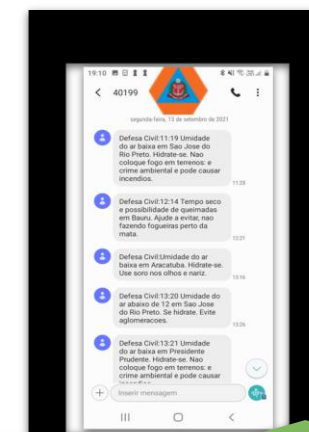 19:10
40199
segunda-feira, 13 de setembro de 2021
Defesa Civil:11:19 Umidade
do ar baixa em Sao Jose do
Rio Preto. Hidrate-se. Nao
coloque fogo em terrenos: e
crime ambiental e pode causar
incendios.
11:28
Defesa Civil:12:14 Tempo seco
e possibilidade de queimadas
em Bauru. Ajude a evitar, nao
fazendo fogueiras perto da
mata.
Defesa Civil:Umidade do ar
baixa em Aracatuba. Hidrate-se.
Use soro nos olhos e nariz.
13:16
Defesa Civil:13:20 Umidade do
ar abaixo de 12 em Sao Jose
do Rio Preto. Se hidrate. Evite
aglomeracoes.
13:26
Defesa Civil:13:21 Umidade
do ar baixa em Presidente
Prudente. Hidrate-se. Nao
coloque fogo em terrenos: e
crime ambiental e pode causar
Inserir mensagem